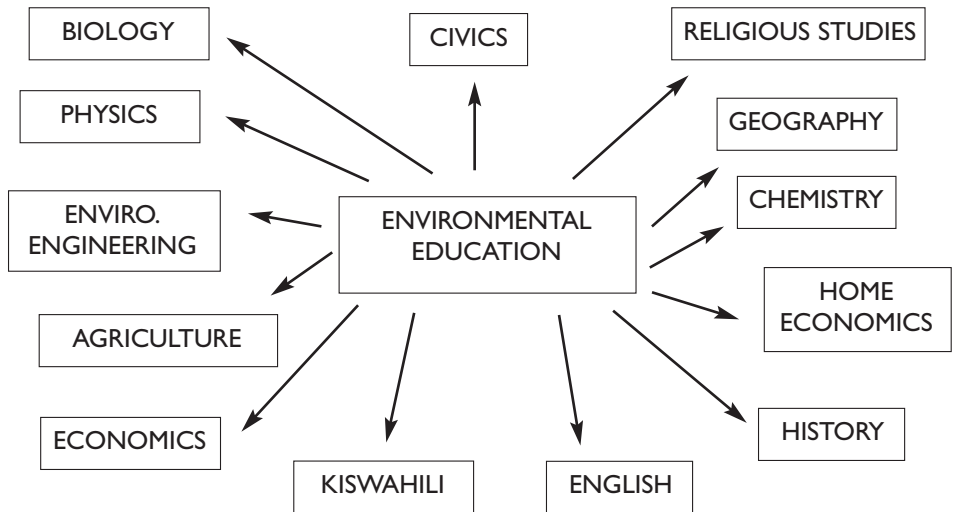 BIOLOGY
CIVICS
RELIGIOUS STUDIES
PHYSICS
GEOGRAPHY
CHEMISTRY
ENVIRO.
ENGINEERING
ENVIRONMENTAL
EDUCATION
HOME
ECONOMICS
AGRICULTURE
ECONOMICS
HISTORY
KISWAHILI
ENGLISH